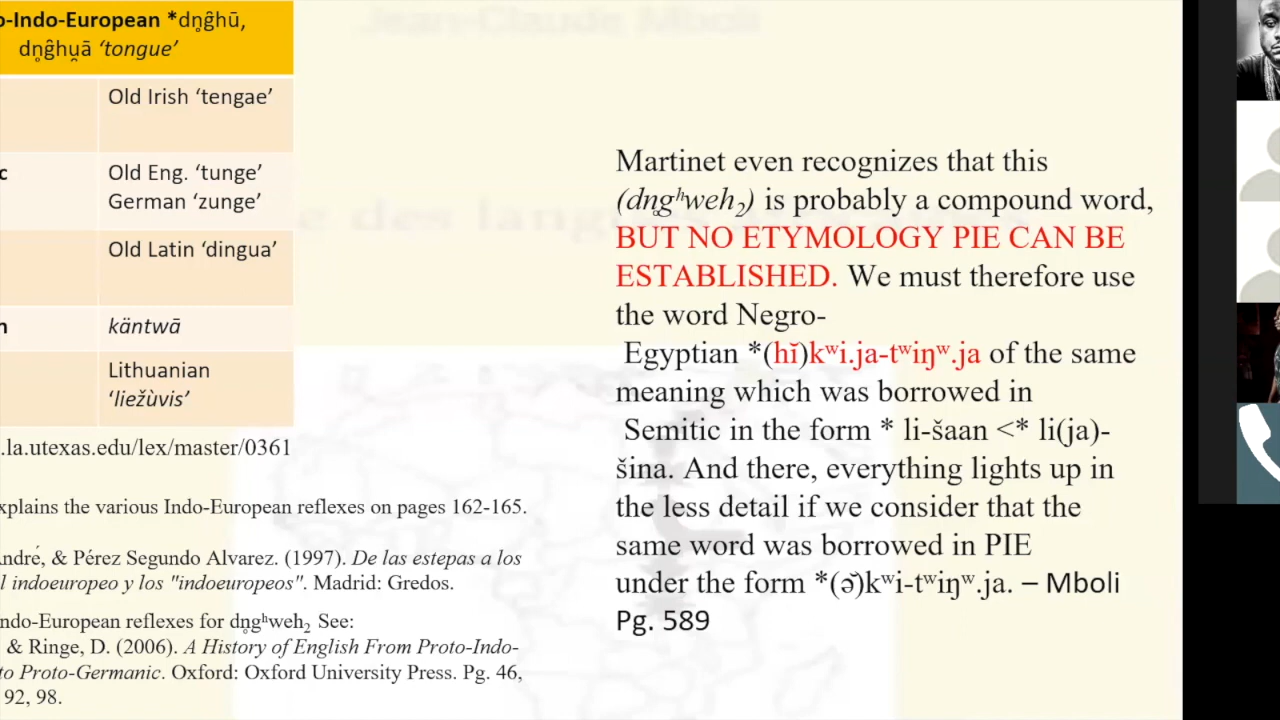 o-Indo-European *dn̥ĝhū,
dn̥ĝhu̯ā ‘tongue’
Old Irish ‘tengae’
c
Old Eng. ‘tunge’
German ‘zunge’
Old Latin ‘dingua’
n
käntwā
Lithuanian
‘liežùvis’
.la.utexas.edu/lex/master/0361
xplains the various Indo-European reflexes on pages 162-165.
André, & Pérez Segundo Alvarez. (1997). De las estepas a los
l indoeuropeo y los "indoeuropeos". Madrid: Gredos.
ndo-European reflexes for dn̥gʰweh₂ See:
& Ringe, D. (2006). A History of English From Proto-Indo-
to Proto-Germanic. Oxford: Oxford University Press. Pg. 46,
92, 98.
Jean-Claude Mboli
e des langues
Martinet even recognizes that this
(dn̥gʰweh₂) is probably a compound word,
BUT NO ETYMOLOGY PIE CAN BE
ESTABLISHED. We must therefore use
the word Negro-
Egyptian *(hĭ)kʷi.ja-tʷiŋʷ.ja of the same
meaning which was borrowed in
Semitic in the form * li-šaan <* li(ja)-
šina. And there, everything lights up in
the less detail if we consider that the
same word was borrowed in PIE
under the form *(ə̆)kʷi-tʷiŋʷ.ja. – Mboli
Pg. 589